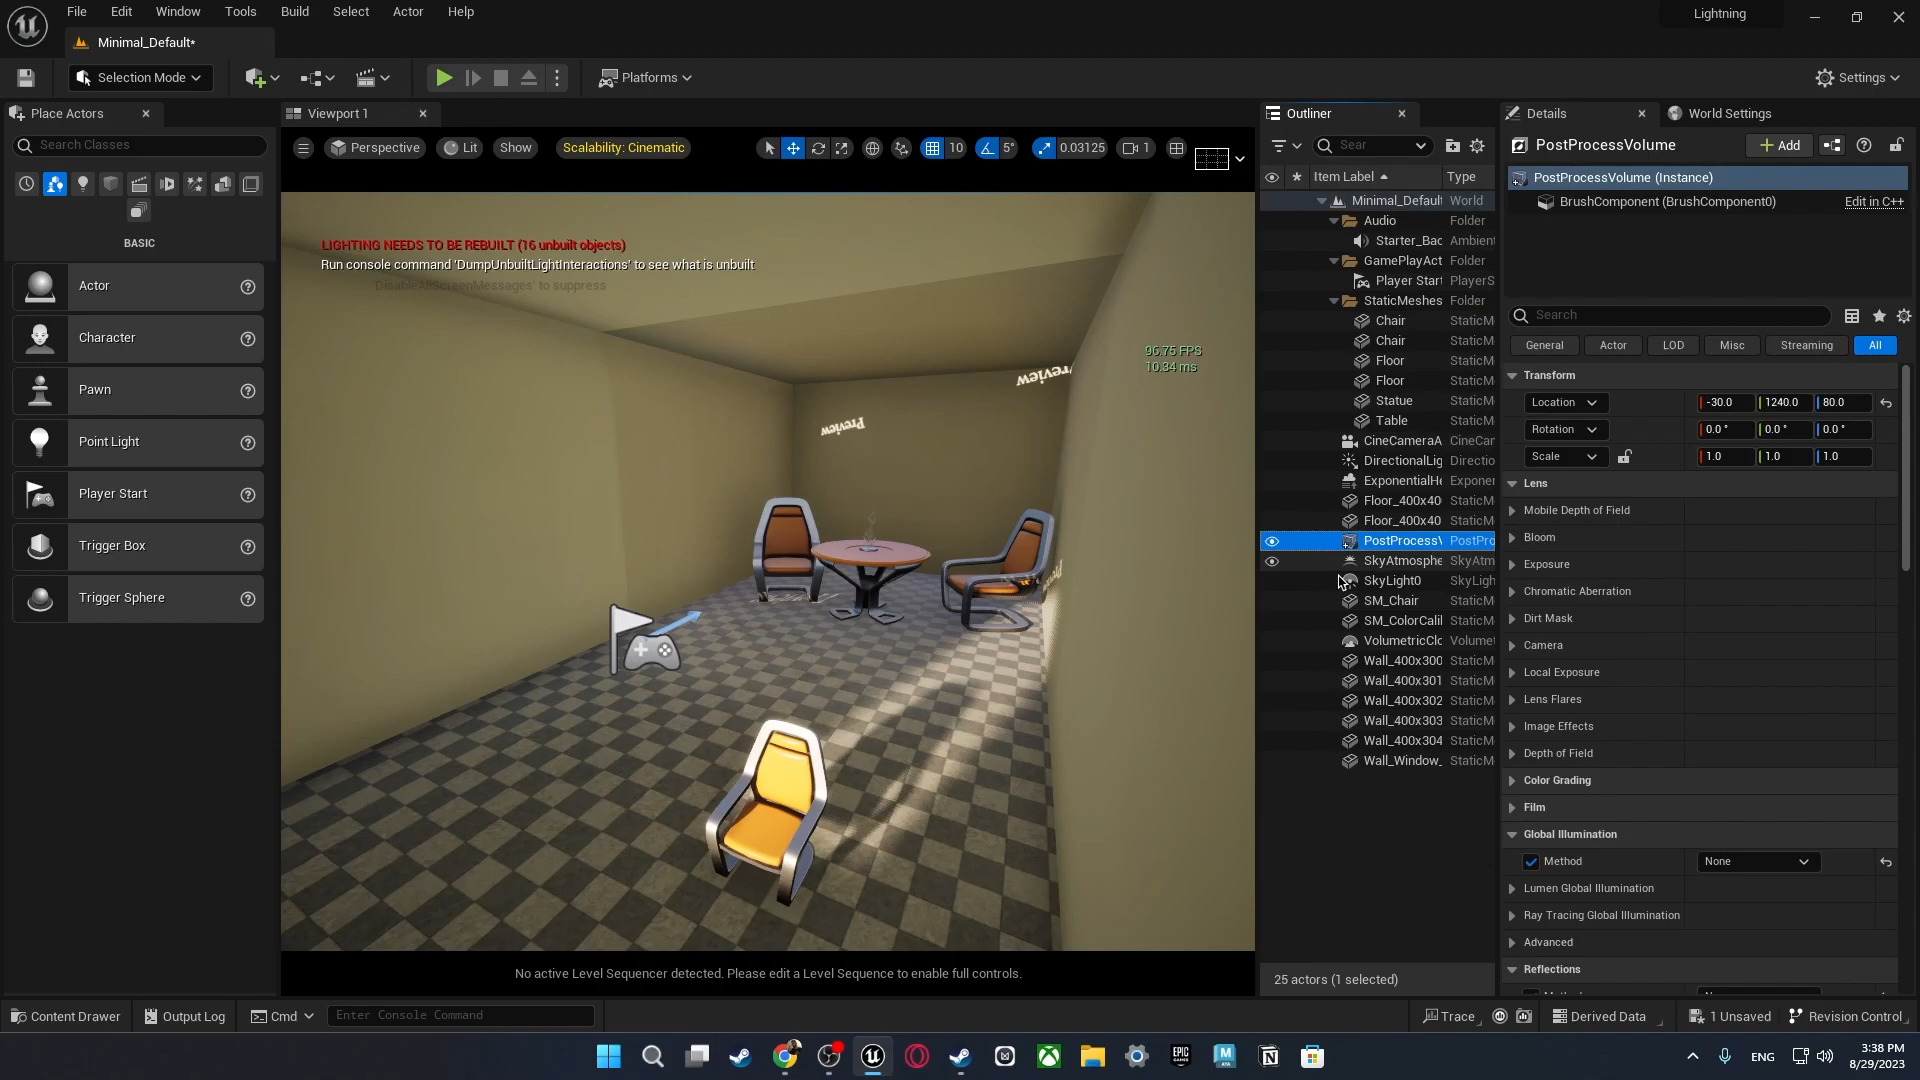 File Edit Window Tools Build Select Actor Help
Lightning
Minimal_Default*
Selection Mode
Platforms
Settings
Place Actors
Search Classes
BASIC
Actor
Character
Pawn
Point Light
Player Start
Trigger Box
Trigger Sphere
Viewport 1
Perspective Lit Show Scalability: Cinematic 10 5° 0.03125 1
LIGHTING NEEDS TO BE REBUILT (16 unbuilt objects)
Run console command 'DumpUnbuiltLightInteractions' to see what is unbuilt
'DisableAllScreenMessages' to suppress
96.75 FPS
10.34 ms
Preview
Preview
No active Level Sequencer detected. Please edit a Level Sequence to enable full controls.
Outliner
Sear
Item Label Type
Minimal_Default World
Audio Folder
Starter_Bac Ambient
GamePlayAct Folder
Player Start PlayerS
StaticMeshes Folder
Chair StaticM
Chair StaticM
Floor StaticM
Floor StaticM
Statue StaticM
Table StaticM
CineCameraA CineCar
DirectionalLig Directio
ExponentialHe Exponer
Floor_400x40 StaticM
Floor_400x40 StaticM
PostProcessV PostPro
SkyAtmosphe SkyAtm
SkyLight0 SkyLigh
SM_Chair StaticM
SM_ColorCali StaticM
VolumetricClo Volumet
Wall_400x300 StaticM
Wall_400x301 StaticM
Wall_400x302 StaticM
Wall_400x303 StaticM
Wall_400x304 StaticM
Wall_Window_ StaticM
25 actors (1 selected)
Details
World Settings
PostProcessVolume
Add
PostProcessVolume (Instance)
BrushComponent (BrushComponent0) Edit in C++
Search
General Actor LOD Misc Streaming All
Transform
Location -30.0 1240.0 80.0
Rotation 0.0 ° 0.0 ° 0.0 °
Scale 1.0 1.0 1.0
Lens
Mobile Depth of Field
Bloom
Exposure
Chromatic Aberration
Dirt Mask
Camera
Local Exposure
Lens Flares
Image Effects
Depth of Field
Color Grading
Film
Global Illumination
Method None
Lumen Global Illumination
Ray Tracing Global Illumination
Advanced
Reflections
Content Drawer Output Log Cmd Enter Console Command Trace Derived Data 1 Unsaved Revision Control
EPIC GAMES
ENG
3:38 PM
8/29/2023